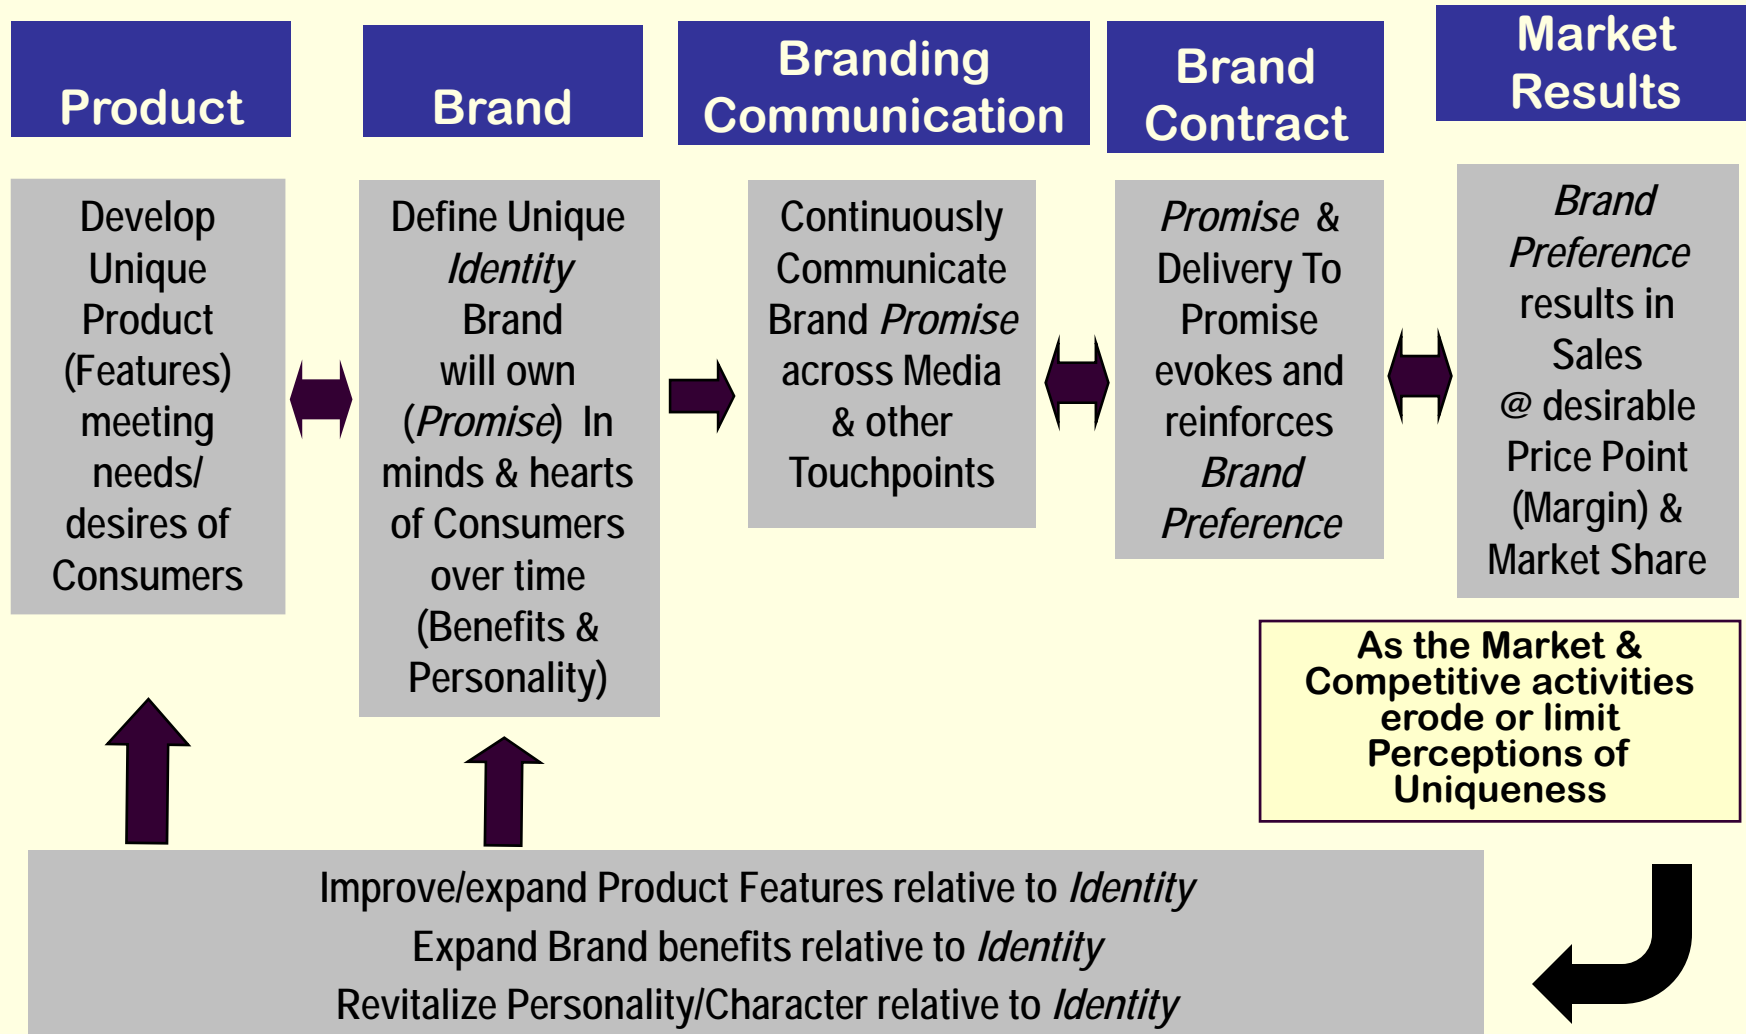 Product
Develop
Unique
Product
(Features)
meeting
needs/
desires of
Consumers
Brand
Define Unique
Identity
Brand
will own
(Promise) In
minds & hearts
of Consumers
over time
(Benefits &
Personality)
Branding
Communication
Continuously
Communicate
Brand Promise
across Media
& other
Touchpoints
Brand
Contract
Promise &
Delivery To
Promise
evokes and
reinforces
Brand
Preference
Market
Results
Brand
Preference
results in
Sales
@ desirable
Price Point
(Margin) &
Market Share
As the Market &
Competitive activities
erode or limit
Perceptions of
Uniqueness
Improve/expand Product Features relative to Identity
Expand Brand benefits relative to Identity
Revitalize Personality/Character relative to Identity